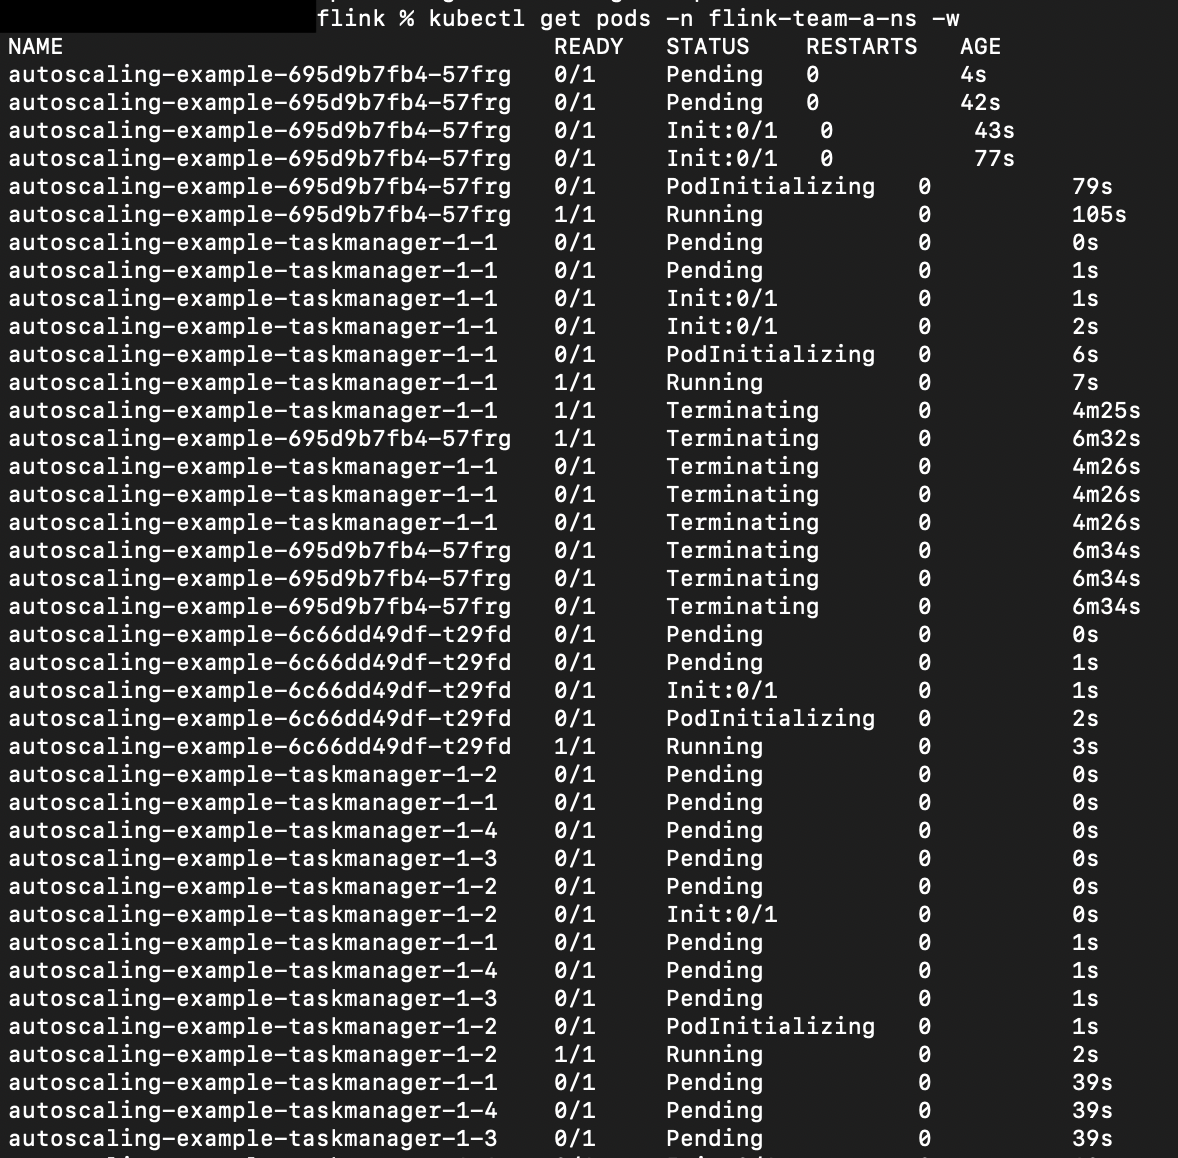 flink % kubectl get pods -n flink-team-a-ns -w
NAME READY STATUS RESTARTS AGE
autoscaling-example-695d9b7fb4-57frg 0/1 Pending 0 4s
autoscaling-example-695d9b7fb4-57frg 0/1 Pending 0 42s
autoscaling-example-695d9b7fb4-57frg 0/1 Init:0/1 0 43s
autoscaling-example-695d9b7fb4-57frg 0/1 Init:0/1 0 77s
autoscaling-example-695d9b7fb4-57frg 0/1 PodInitializing 0 79s
autoscaling-example-695d9b7fb4-57frg 1/1 Running 0 105s
autoscaling-example-taskmanager-1-1 0/1 Pending 0 0s
autoscaling-example-taskmanager-1-1 0/1 Pending 0 1s
autoscaling-example-taskmanager-1-1 0/1 Init:0/1 0 1s
autoscaling-example-taskmanager-1-1 0/1 Init:0/1 0 2s
autoscaling-example-taskmanager-1-1 0/1 PodInitializing 0 6s
autoscaling-example-taskmanager-1-1 1/1 Running 0 7s
autoscaling-example-taskmanager-1-1 1/1 Terminating 0 4m25s
autoscaling-example-695d9b7fb4-57frg 1/1 Terminating 0 6m32s
autoscaling-example-taskmanager-1-1 0/1 Terminating 0 4m26s
autoscaling-example-taskmanager-1-1 0/1 Terminating 0 4m26s
autoscaling-example-taskmanager-1-1 0/1 Terminating 0 4m26s
autoscaling-example-695d9b7fb4-57frg 0/1 Terminating 0 6m34s
autoscaling-example-695d9b7fb4-57frg 0/1 Terminating 0 6m34s
autoscaling-example-695d9b7fb4-57frg 0/1 Terminating 0 6m34s
autoscaling-example-6c66dd49df-t29fd 0/1 Pending 0 0s
autoscaling-example-6c66dd49df-t29fd 0/1 Pending 0 1s
autoscaling-example-6c66dd49df-t29fd 0/1 Init:0/1 0 1s
autoscaling-example-6c66dd49df-t29fd 0/1 PodInitializing 0 2s
autoscaling-example-6c66dd49df-t29fd 1/1 Running 0 3s
autoscaling-example-taskmanager-1-2 0/1 Pending 0 0s
autoscaling-example-taskmanager-1-1 0/1 Pending 0 0s
autoscaling-example-taskmanager-1-4 0/1 Pending 0 0s
autoscaling-example-taskmanager-1-3 0/1 Pending 0 0s
autoscaling-example-taskmanager-1-2 0/1 Pending 0 0s
autoscaling-example-taskmanager-1-2 0/1 Init:0/1 0 0s
autoscaling-example-taskmanager-1-1 0/1 Pending 0 1s
autoscaling-example-taskmanager-1-4 0/1 Pending 0 1s
autoscaling-example-taskmanager-1-3 0/1 Pending 0 1s
autoscaling-example-taskmanager-1-2 0/1 PodInitializing 0 1s
autoscaling-example-taskmanager-1-2 1/1 Running 0 2s
autoscaling-example-taskmanager-1-1 0/1 Pending 0 39s
autoscaling-example-taskmanager-1-4 0/1 Pending 0 39s
autoscaling-example-taskmanager-1-3 0/1 Pending 0 39s